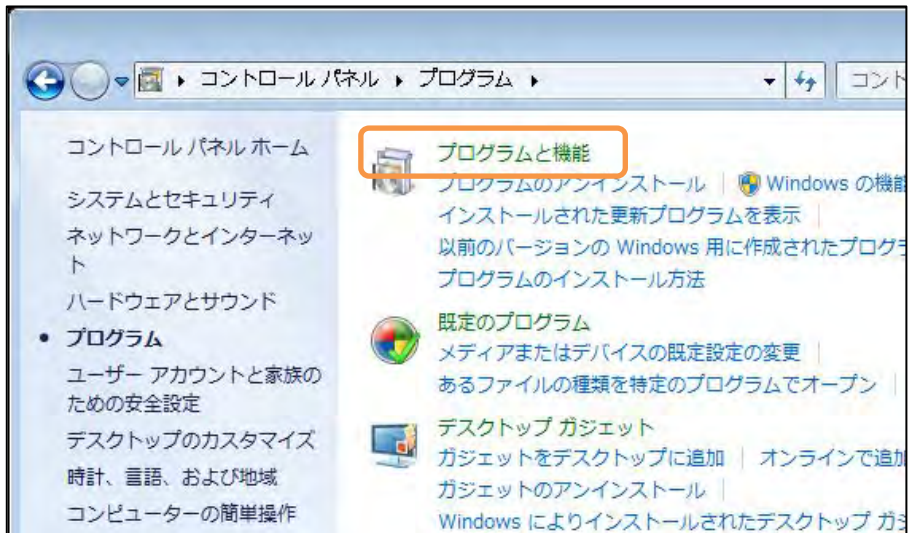 コントロール パネル ▸ プログラム ▸
コント
コントロール パネル ホーム
システムとセキュリティ
ネットワークとインターネッ
ト
ハードウェアとサウンド
• プログラム
ユーザー アカウントと家族の
ための安全設定
デスクトップのカスタマイズ
時計、言語、および地域
コンピューターの簡単操作
プログラムと機能
プログラムのアンインストール | Windows の機能
インストールされた更新プログラムを表示 |
以前のバージョンの Windows 用に作成されたプログラ
プログラムのインストール方法
既定のプログラム
メディアまたはデバイスの既定設定の変更 |
あるファイルの種類を特定のプログラムでオープン |
デスクトップ ガジェット
ガジェットをデスクトップに追加 | オンラインで追加
ガジェットのアンインストール |
Windows によりインストールされたデスクトップ ガジ